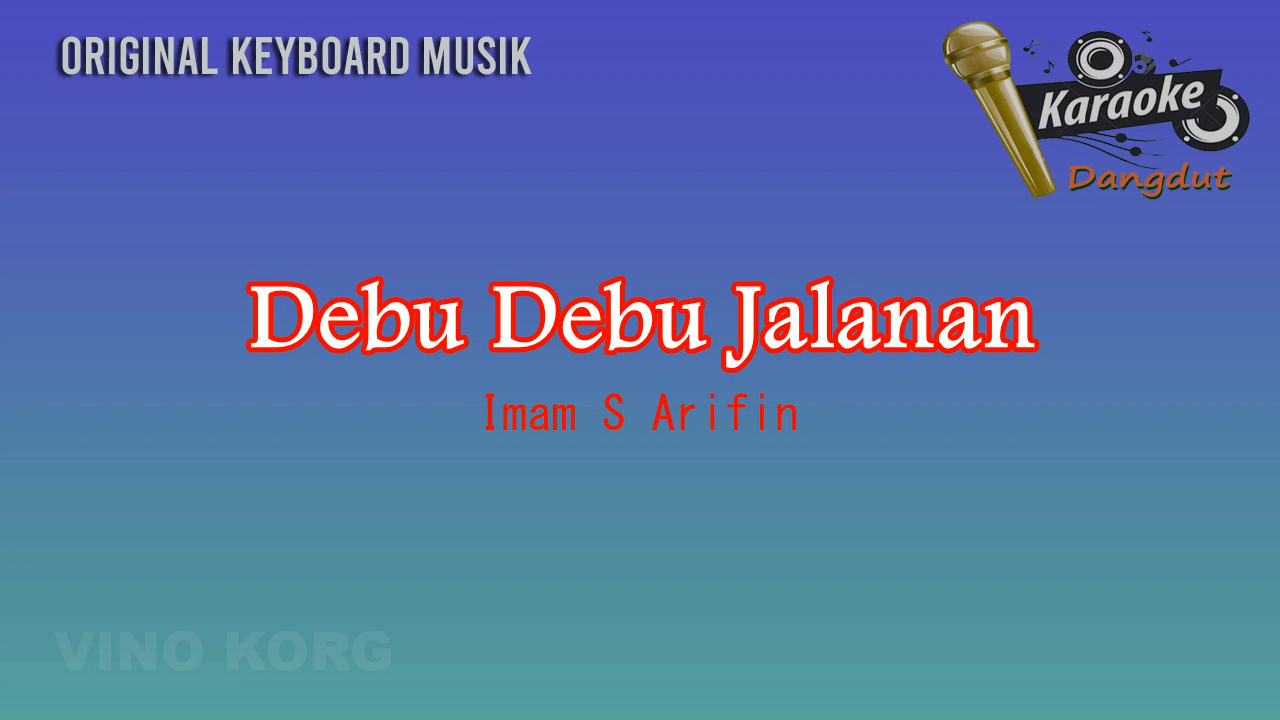 ORIGINAL KEYBOARD MUSIK
Karaoke
Dangdut
Debu Debu Jalanan
Imam S Arifin
VINO KORG